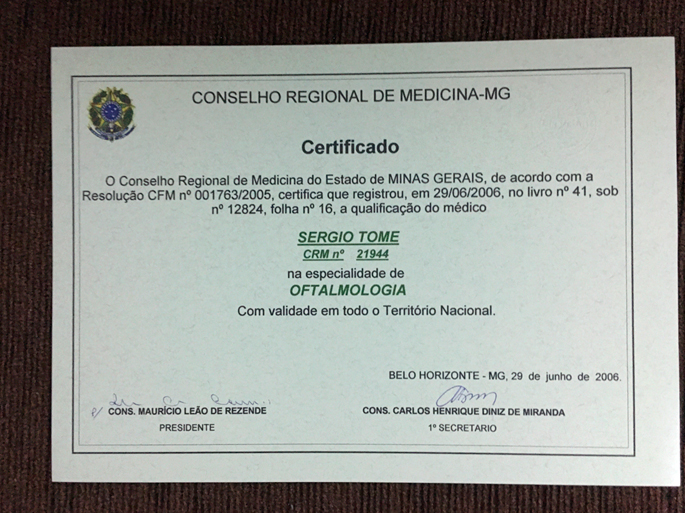 CONSELHO REGIONAL DE MEDICINA-MG
Certificado
O Conselho Regional de Medicina do Estado de MINAS GERAIS, de acordo com a
Resolução CFM nº 001763/2005, certifica que registrou, em 29/06/2006, no livro nº 41, sob
nº 12824, folha nº 16, a qualificação do médico
SERGIO TOME
CRM nº 21944
na especialidade de
OFTALMOLOGIA
Com validade em todo o Território Nacional.
BELO HORIZONTE - MG, 29 de junho de 2006.
p/ CONS. MAURÍCIO LEÃO DE REZENDE
PRESIDENTE
CONS. CARLOS HENRIQUE DINIZ DE MIRANDA
1º SECRETARIO